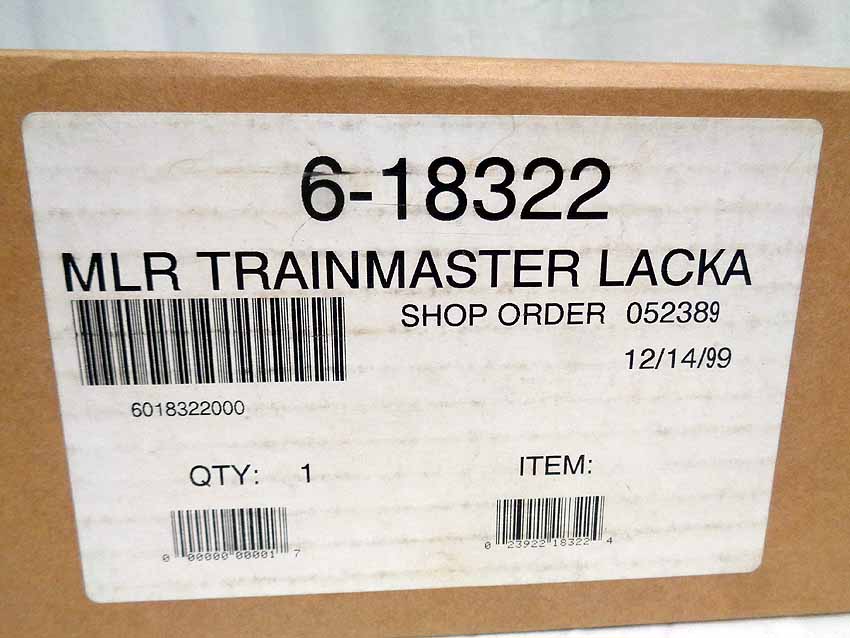 6-18322
MLR TRAINMASTER LACKA
SHOP ORDER 052389
12/14/99
6018322000
QTY: 1
ITEM:
0 00000 00001 7
0 23922 18322 4